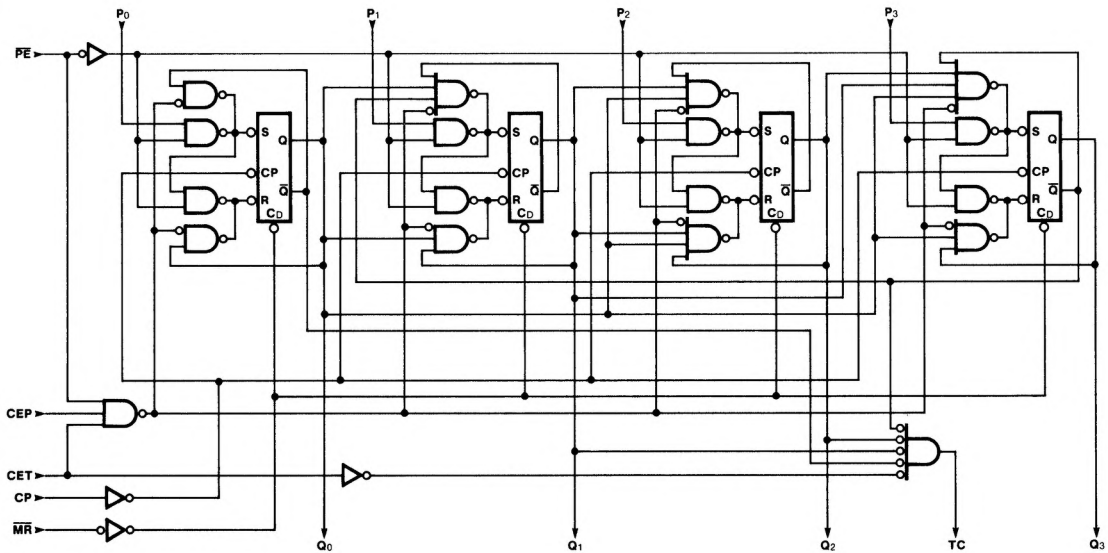 P0 P1 P2 P3
PE
S Q S Q S Q S Q
CP CP CP CP
R Q̅ R Q̅ R Q̅ R Q̅
CD CD CD CD
CEP
CET
CP
MR
Q0 Q1 Q2 TC Q3